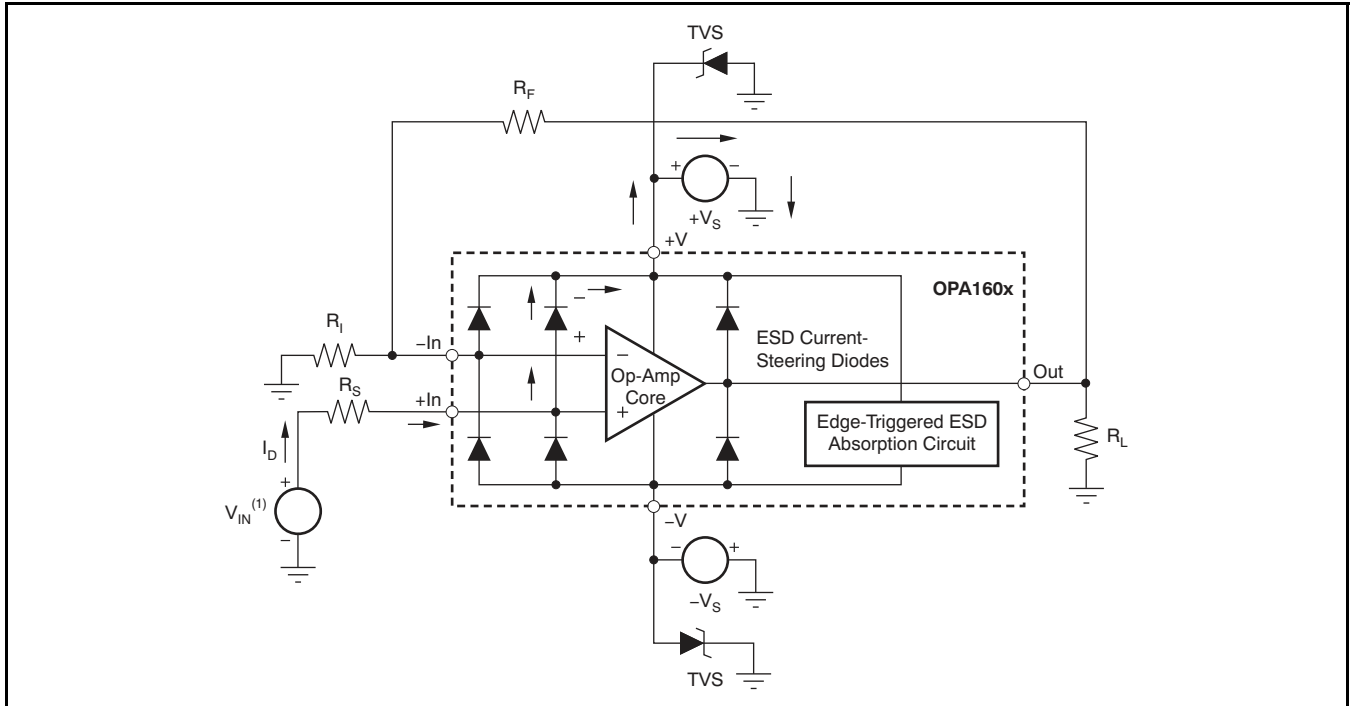 TVS
R_F
+ −
+V_S
+V
OPA160x
R_I
−
+
−In
−
ESD Current-
Steering Diodes
Op-Amp
Core
Out
R_S
+In
+
Edge-Triggered ESD
Absorption Circuit
R_L
I_D
+
V_IN^(1)
−
−V
− +
−V_S
TVS